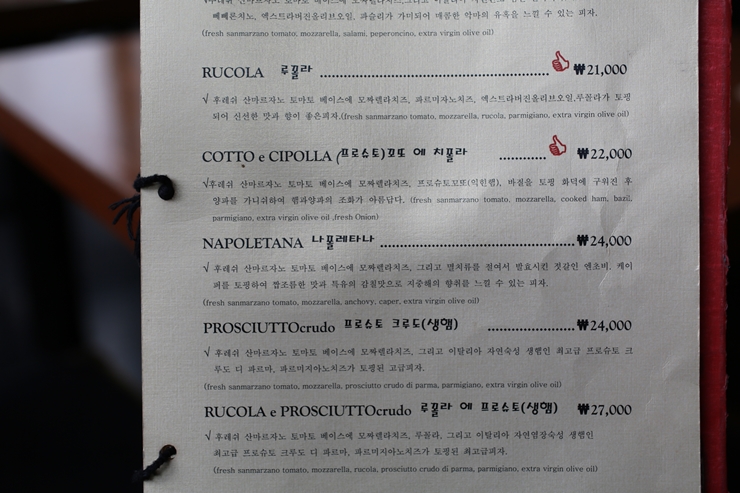 페페론치노, 엑스트라버진올리브오일, 파슬리가 가미되어 매콤한 악마의 유혹을 느낄 수 있는 피자.
(fresh sanmarzano tomato, mozzarella, salami, peperoncino, extra virgin olive oil)
RUCOLA 루꼴라 ₩21,000
√ 후레쉬 산마르자노 토마토 베이스에 모짜렐라치즈, 파르미자노치즈, 엑스트라버진올리브오일,루꼴라가 토핑
되어 신선한 맛과 향이 좋은피자.(fresh sanmarzano tomato, mozzarella, rucola, parmigiano, extra virgin olive oil)
COTTO e CIPOLLA (프로슈토)꼬또 에 치폴라 ₩22,000
√후레쉬 산마르자노 토마토 베이스에 모짜렐라치즈, 프로슈토꼬또(익힌햄), 바질을 토핑 화덕에 구워진 후
양파를 가니쉬하여 햄과양파의 조화가 아름답다. (fresh sanmarzano tomato, mozzarella, cooked ham, bazil,
parmigiano, extra virgin olive oil ,fresh Onion)
NAPOLETANA 나폴레타나 ₩24,000
√ 후레쉬 산마르자노 토마토 베이스에 모짜렐라치즈, 그리고 멸치류를 절여서 발효시킨 젓갈인 엔초비. 케이
퍼를 토핑하여 짭조름한 맛과 특유의 감칠맛으로 지중해의 향취를 느낄 수 있는 피자.
(fresh sanmarzano tomato, mozzarella, anchovy, caper, extra virgin olive oil)
PROSCIUTTOcrudo 프로슈토 크루도(생햄) ₩24,000
√ 후레쉬 산마르자노 토마토 베이스에 모짜렐라치즈, 그리고 이탈리아 자연숙성 생햄인 최고급 프로슈토 크
루도 디 파르마, 파르미지아노치즈가 토핑된 고급피자.
(fresh sanmarzano tomato, mozzarella, prosciutto crudo di parma, parmigiano, extra virgin olive oil)
RUCOLA e PROSCIUTTOcrudo 루꼴라 에 프로슈토(생햄) ₩27,000
√ 후레쉬 산마르자노 토마토 베이스에 모짜렐라치즈, 루꼴라, 그리고 이탈리아 자연염장숙성 생햄인
최고급 프로슈토 크루도 디 파르마, 파르미지아노치즈가 토핑된 최고급피자.
(fresh sanmarzano tomato, mozzarella, rucola, prosciutto crudo di parma, parmigiano, extra virgin olive oil)